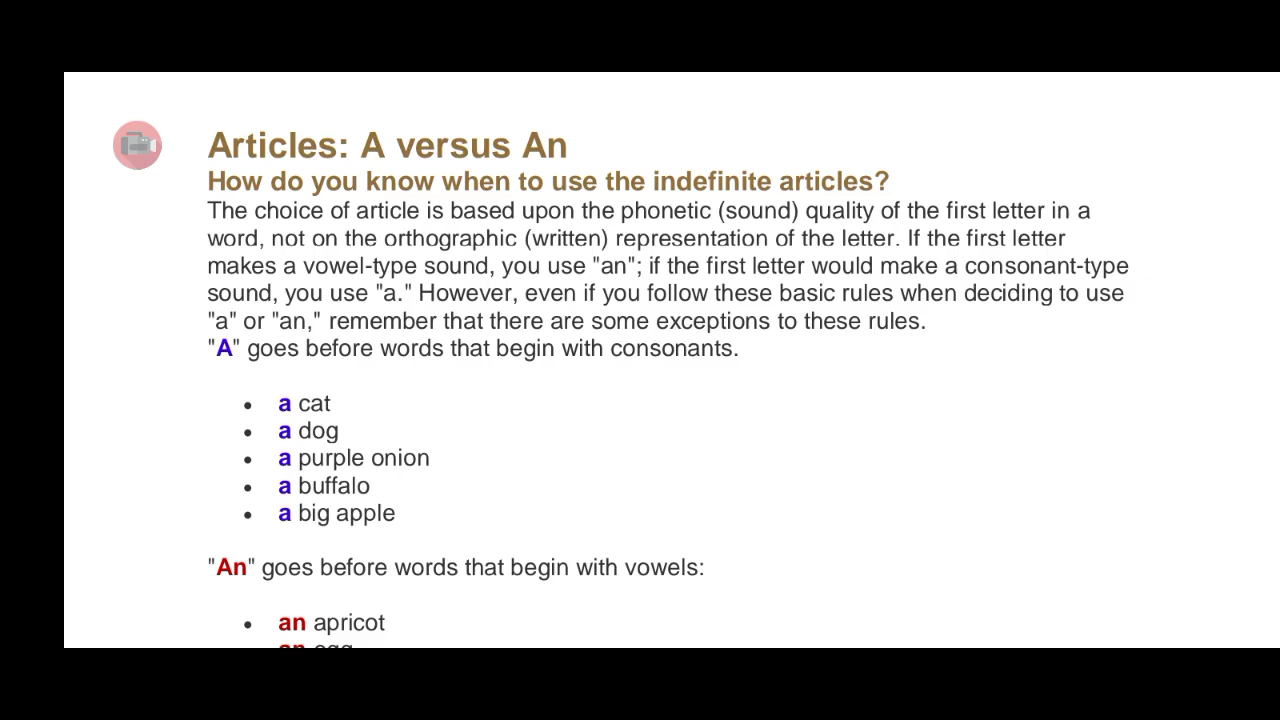 Articles: A versus An
How do you know when to use the indefinite articles?
The choice of article is based upon the phonetic (sound) quality of the first letter in a
word, not on the orthographic (written) representation of the letter. If the first letter
makes a vowel-type sound, you use "an"; if the first letter would make a consonant-type
sound, you use "a." However, even if you follow these basic rules when deciding to use
"a" or "an," remember that there are some exceptions to these rules.
"A" goes before words that begin with consonants.
• a cat
• a dog
• a purple onion
• a buffalo
• a big apple
"An" goes before words that begin with vowels:
• an apricot
an egg